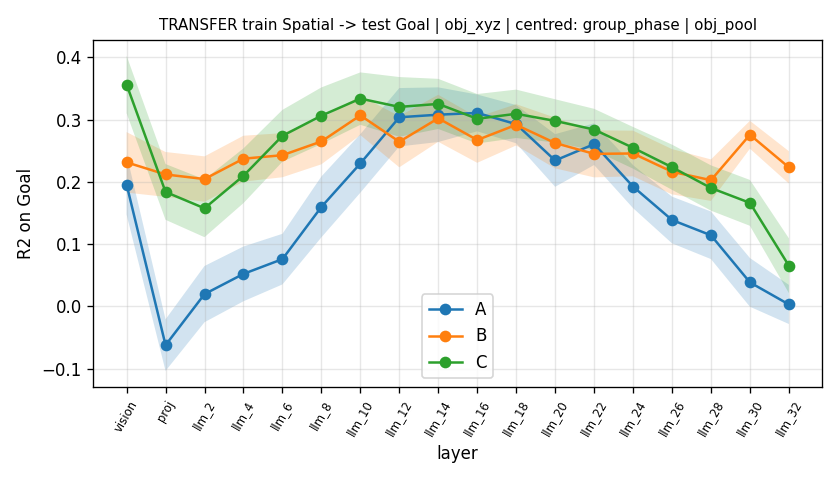 TRANSFER train Spatial -> test Goal | obj_xyz | centred: group_phase | obj_pool
R2 on Goal
0.4
0.3
0.2
0.1
0.0
−0.1
A
B
C
vision
proj
llm_2
llm_4
llm_6
llm_8
llm_10
llm_12
llm_14
llm_16
llm_18
llm_20
llm_22
llm_24
llm_26
llm_28
llm_30
llm_32
layer